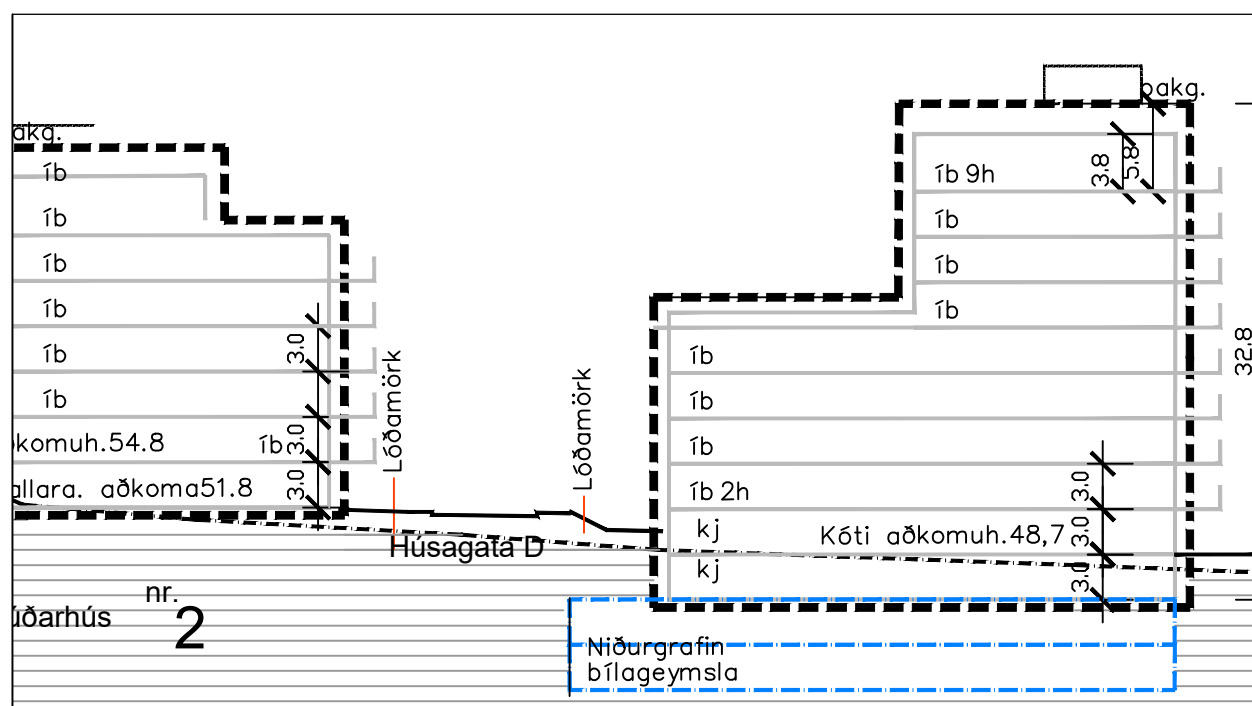 akg.
íb
íb
íb
íb
íb
íb
3.0
ðkomuh.54.8
íb
3.0
allara. aðkoma51.8
3.0
Lóðamörk
Lóðamörk
Húsagata D
nr.
2
úðarhús
pakg.
3.8
5.8
íb 9h
íb
íb
íb
íb
íb
íb
íb 2h
32.8
3.0
kj
Kóti aðkomuh.48,7
3.0
kj
3.0
Niðurgrafin
bílageymsla